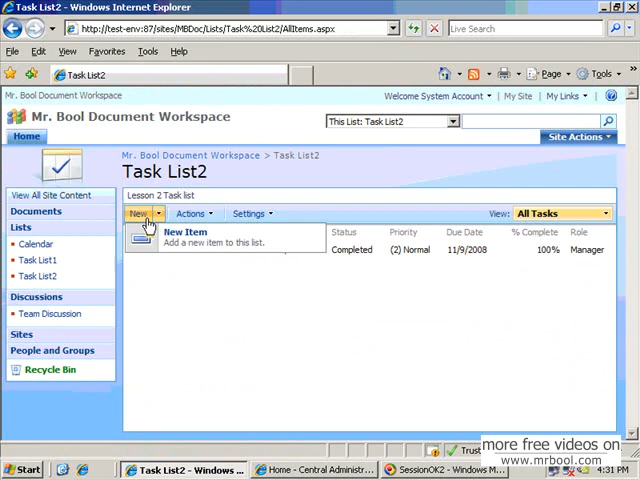 Task List2 - Windows Internet Explorer
http://test-env:87/sites/MBDoc/Lists/Task%20List2/AllItems.aspx
Live Search
File Edit View Favorites Tools Help
Task List2
Page Tools
Mr. Bool Document Workspace
Welcome System Account My Site My Links
Mr. Bool Document Workspace
This List: Task List2
Home
Site Actions
Mr. Bool Document Workspace > Task List2
Task List2
View All Site Content
Lesson 2 Task list
Documents
New Actions Settings View: All Tasks
Lists
New Item Status Priority Due Date % Complete Role
Add a new item to this list.
Calendar
Completed (2) Normal 11/9/2008 100% Manager
Task List1
Task List2
Discussions
Team Discussion
Sites
People and Groups
Recycle Bin
Trust
more free videos on
www.mrbool.com
Start
Task List2 - Windows ...
Home - Central Administr...
SessionOK2 - Windows M...
4:31 PM